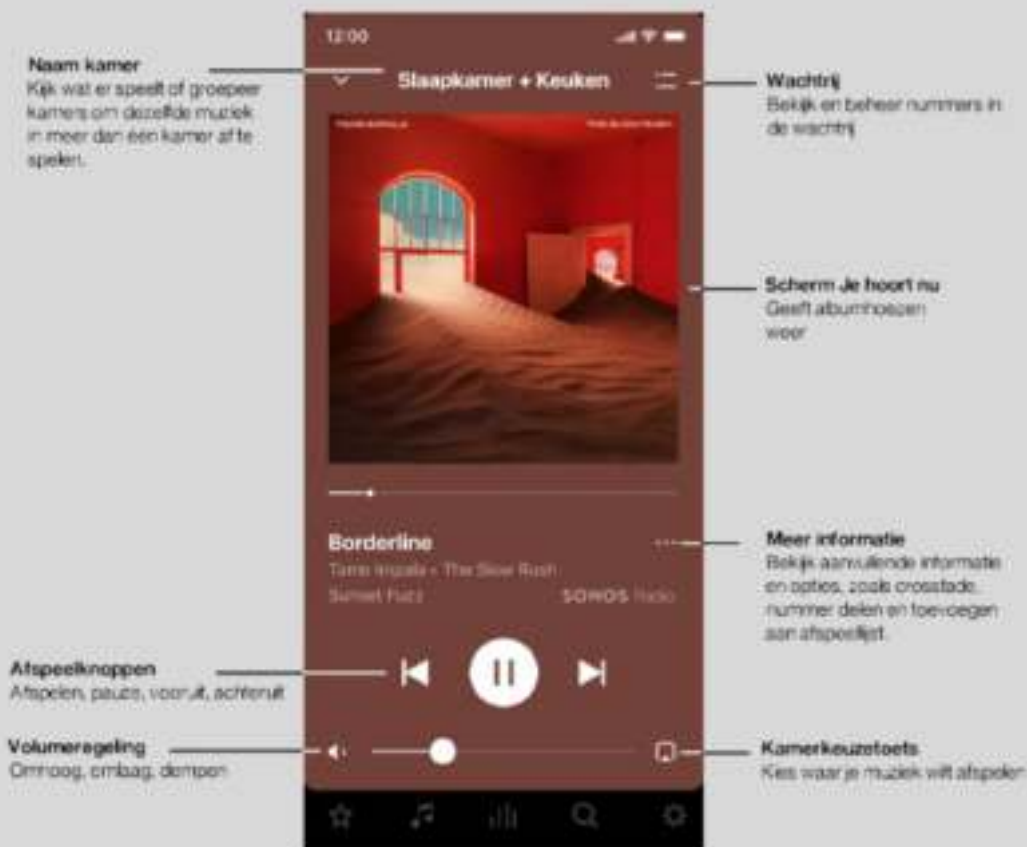 12:00
Naam kamer
Kijk wat er speelt of groepeer
kamers om dezelfde muziek
in meer dan een kamer af te
spelen.
Slaapkamer + Keuken
Wachtrij
Bekijk en beheer nummers in
de wachtrij
Scherm Je hoort nu
Geeft albumhoezen
weer
Borderline
Tame Impala • The Slow Rush
Sunset Fuzz
SONOS Radio
Meer informatie
Bekijk aanvullende informatie
en opties, zoals crossfade,
nummer delen en toevoegen
aan afspeellijst.
Afspeelknoppen
Afspelen, pauze, vooruit, achteruit
Volumeregeling
Omhoog, omlaag, dempen
Kamerkeuzetoets
Kies waar je muziek wilt afspelen